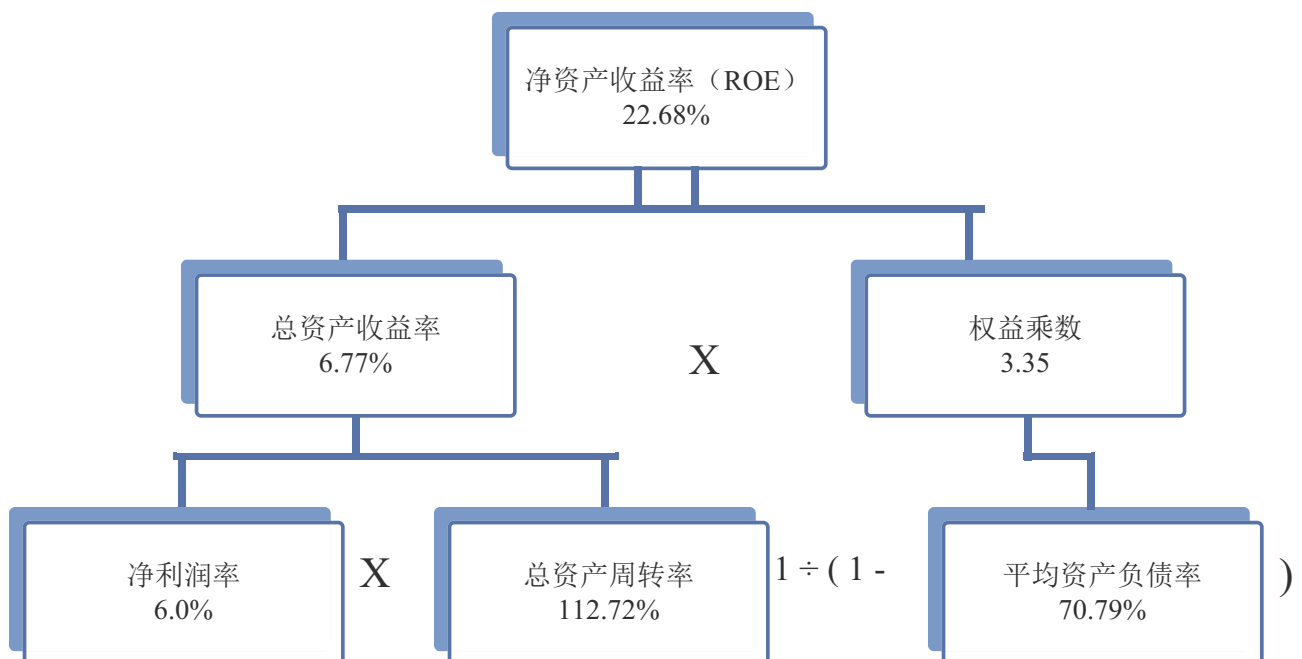 净资产收益率（ROE）
22.68%
总资产收益率
6.77%
X
权益乘数
3.35
净利润率
6.0%
X
总资产周转率
112.72%
1 ÷ ( 1 -
平均资产负债率
70.79%
)